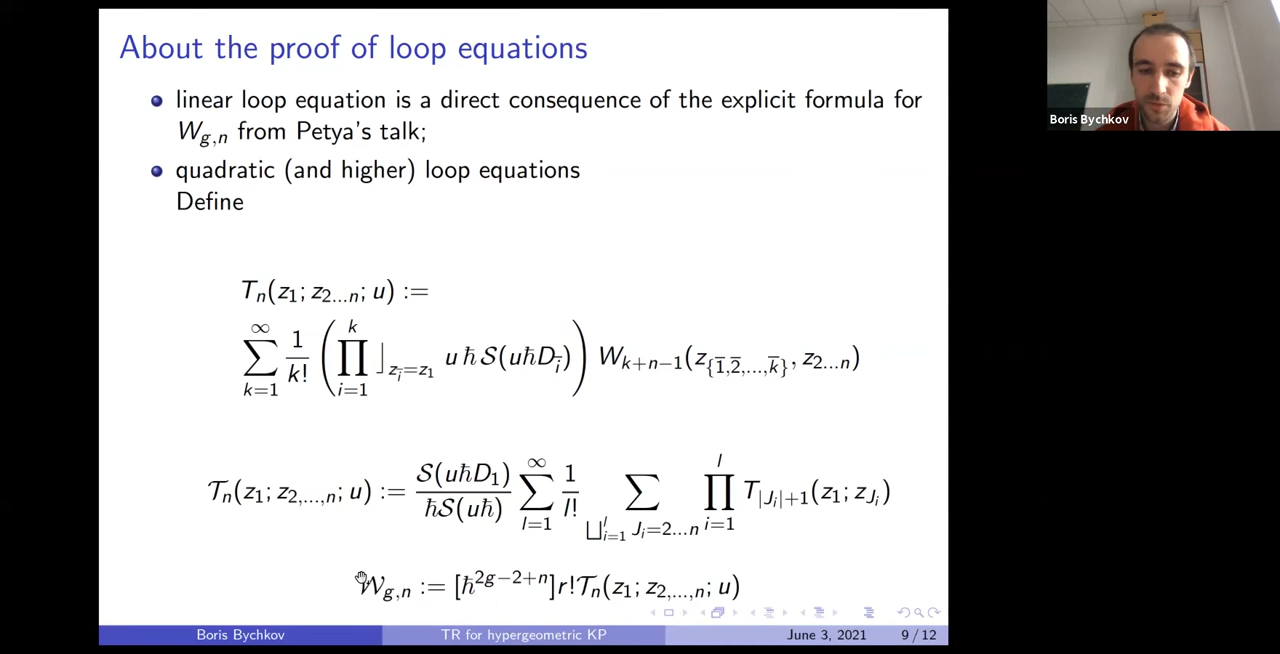 About the proof of loop equations
linear loop equation is a direct consequence of the explicit formula for
W_{g,n} from Petya's talk;
quadratic (and higher) loop equations
Define
T_n(z_1; z_{2...n}; u) :=
\sum_{k=1}^{\infty} \frac{1}{k!} \left( \prod_{i=1}^{k} \rfloor_{z_{\bar{i}}=z_1} u \hbar \mathcal{S}(u\hbar D_{\bar{i}}) \right) W_{k+n-1}(z_{\{\bar{1},\bar{2},...,\bar{k}\}}, z_{2...n})
\mathcal{T}_n(z_1; z_{2,...,n}; u) := \frac{\mathcal{S}(u\hbar D_1)}{\hbar \mathcal{S}(u\hbar)} \sum_{l=1}^{\infty} \frac{1}{l!} \sum_{\bigsqcup_{i=1}^{l} J_i=2...n} \prod_{i=1}^{l} T_{|J_i|+1}(z_1; z_{J_i})
\mathcal{W}_{g,n} := [\hbar^{2g-2+n}] r! \mathcal{T}_n(z_1; z_{2,...,n}; u)
Boris Bychkov
TR for hypergeometric KP
June 3, 2021
9 / 12
Boris Bychkov